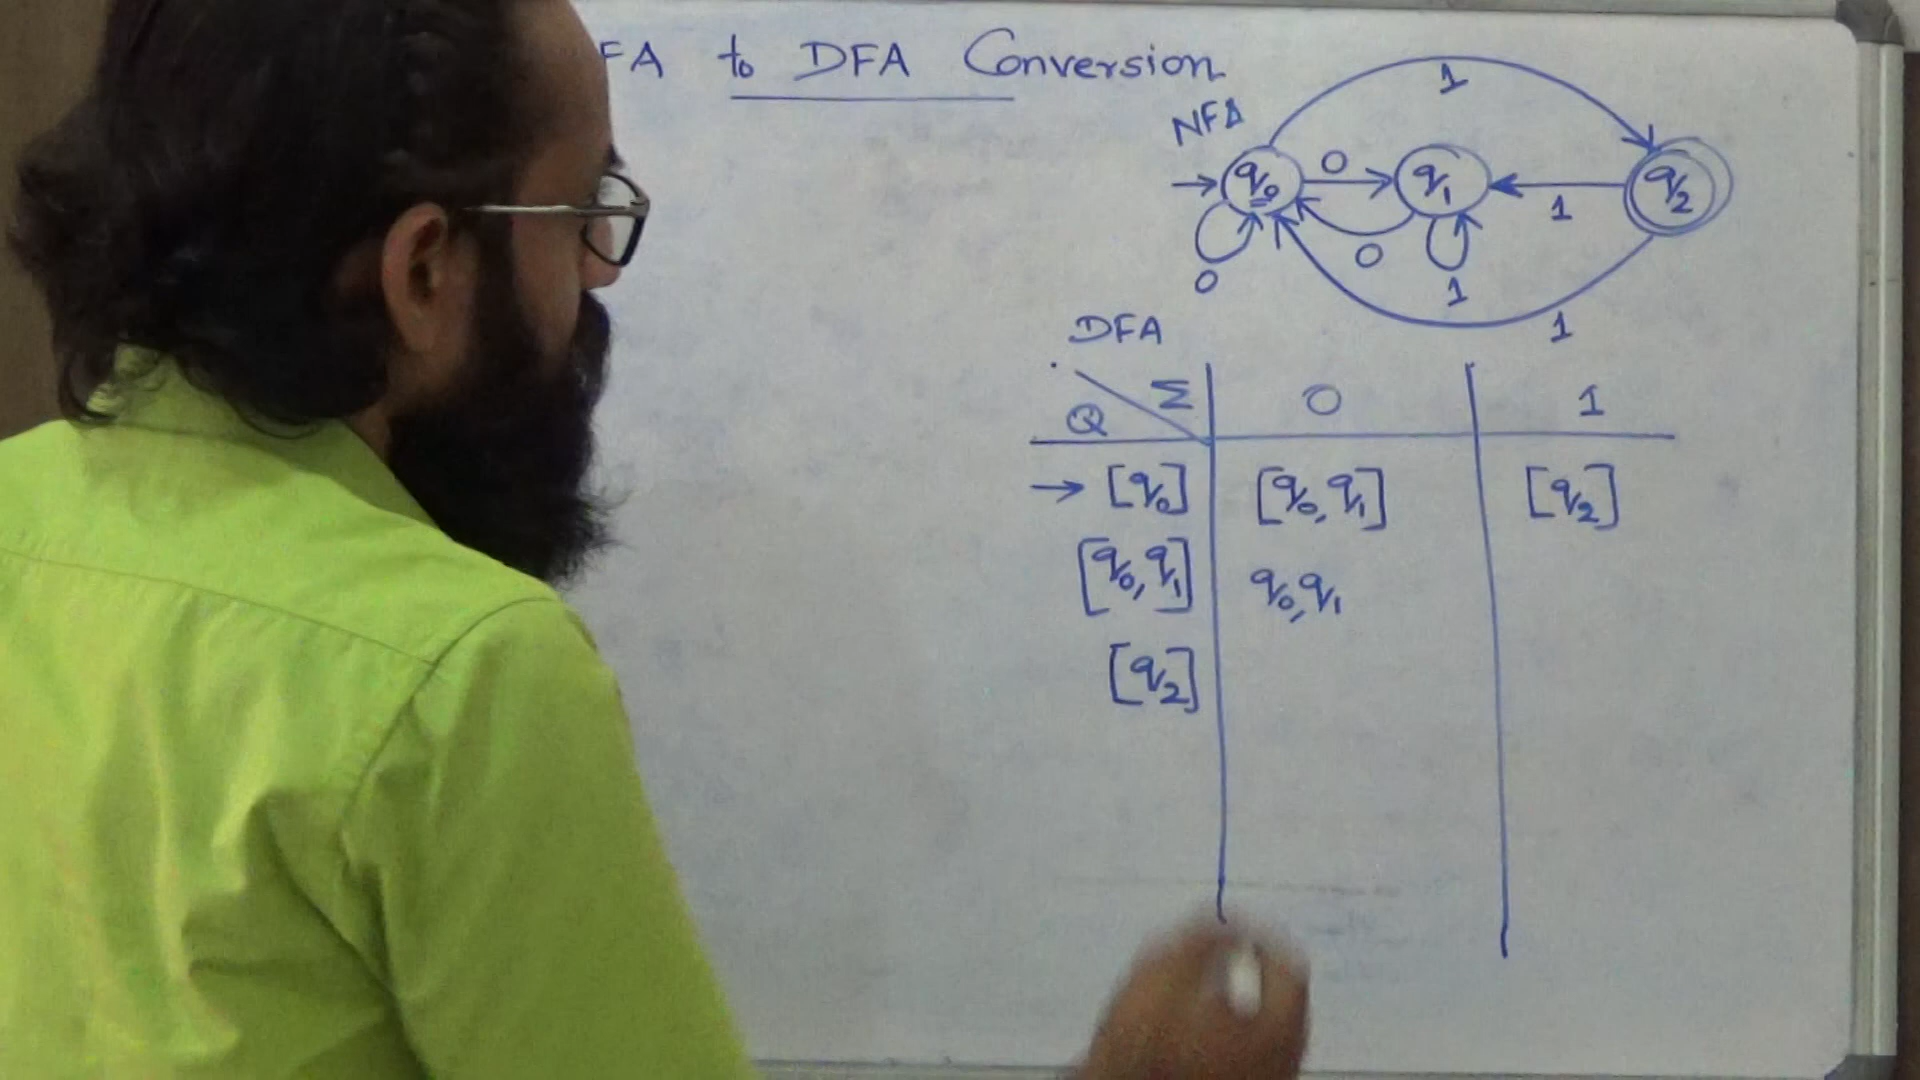 FA to DFA Conversion
NFA
1
q0 0 q1 1 q2
0 0 1 1
DFA
Q Σ 0 1
→ [q0] [q0, q1] [q2]
[q0, q1] q0, q1
[q2]